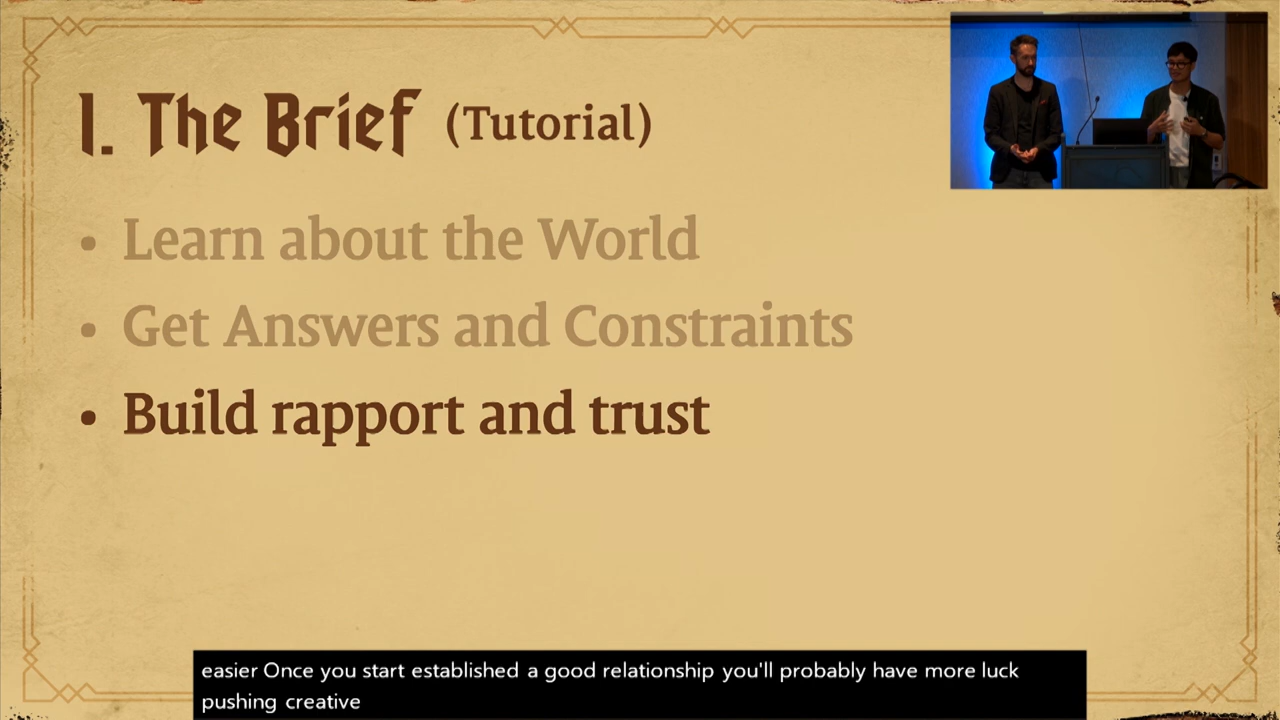 1. The Brief (Tutorial)
• Learn about the World
• Get Answers and Constraints
• Build rapport and trust
easier Once you start established a good relationship you'll probably have more luck
pushing creative